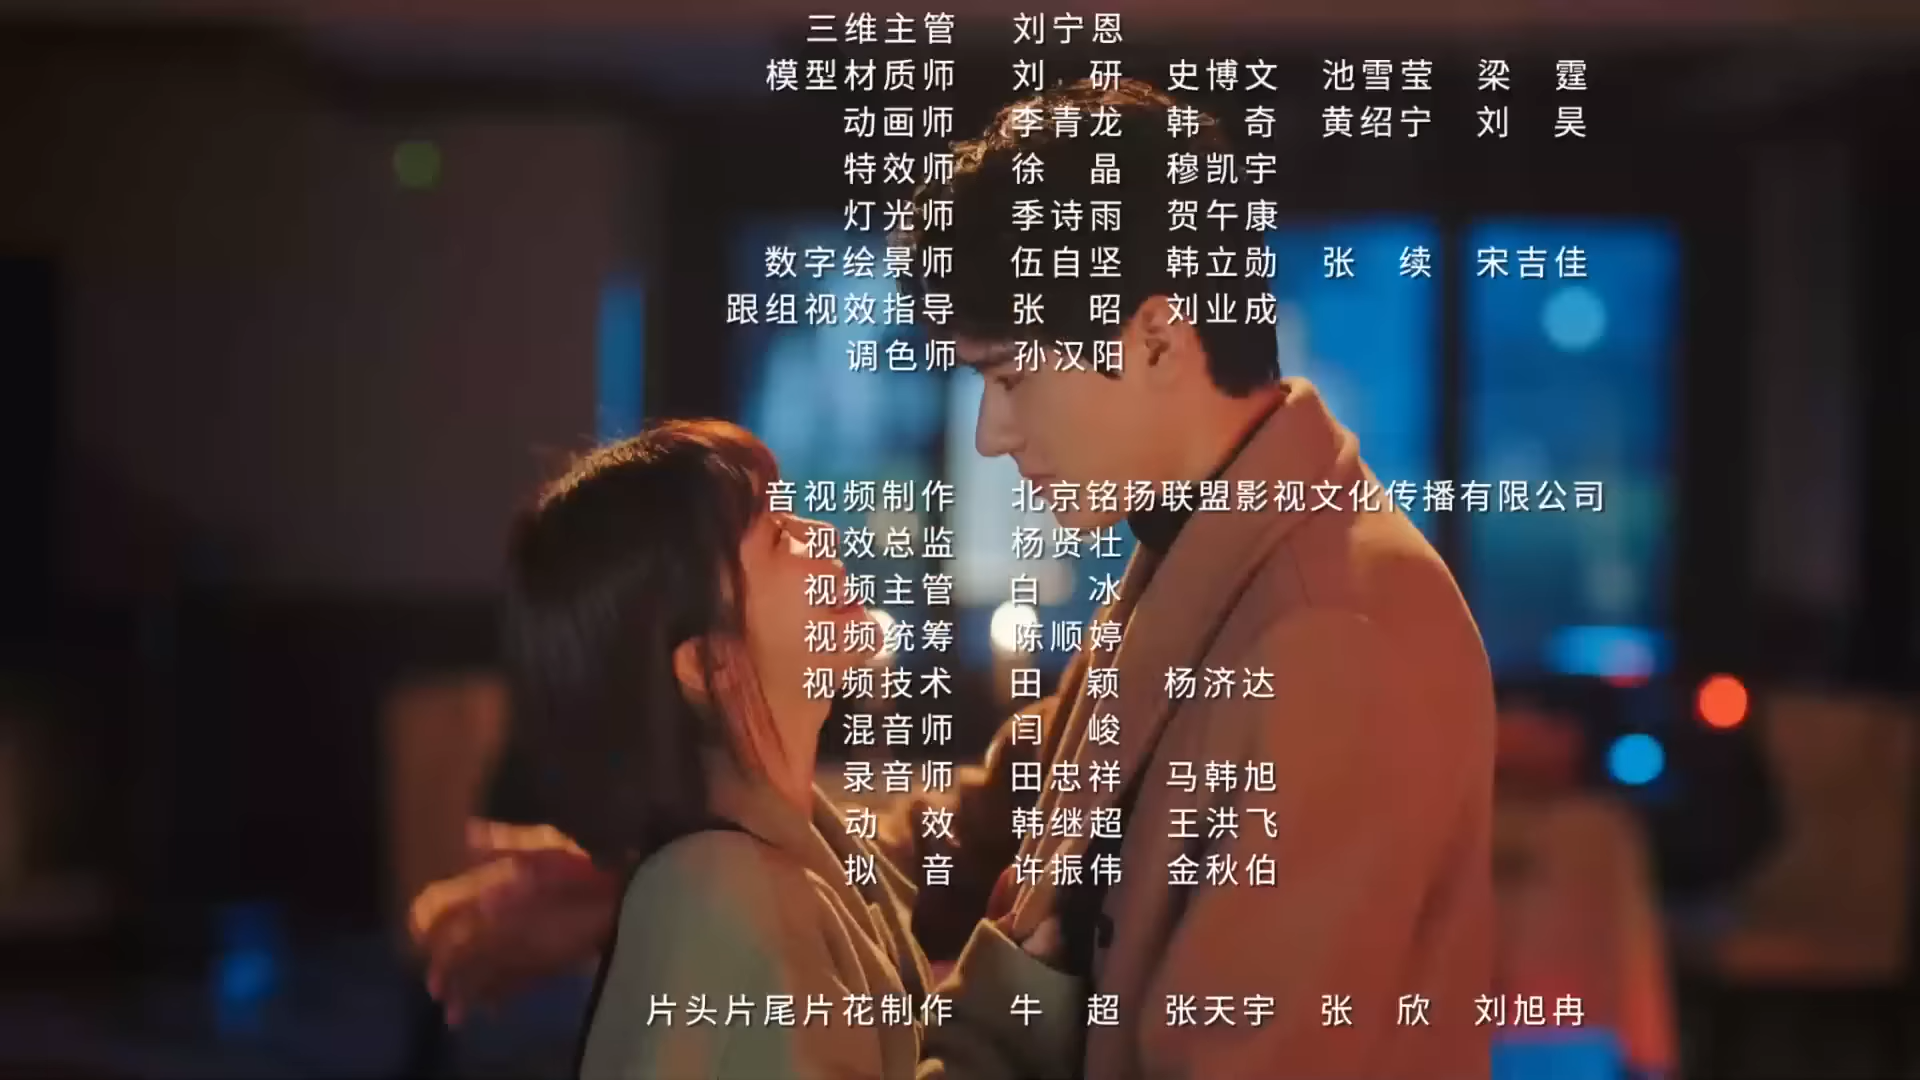 三维主管 刘宁恩
模型材质师 刘 研 史博文 池雪莹 梁 霆
动画师 李青龙 韩 奇 黄绍宁 刘 昊
特效师 徐 晶 穆凯宇
灯光师 季诗雨 贺午康
数字绘景师 伍自坚 韩立勋 张 续 宋吉佳
跟组视效指导 张 昭 刘业成
调色师 孙汉阳
音视频制作 北京铭扬联盟影视文化传播有限公司
视效总监 杨贤壮
视频主管 白 冰
视频统筹 陈顺婷
视频技术 田 颖 杨济达
混音师 闫 峻
录音师 田忠祥 马韩旭
动 效 韩继超 王洪飞
拟 音 许振伟 金秋伯
片头片尾片花制作 牛 超 张天宇 张 欣 刘旭冉